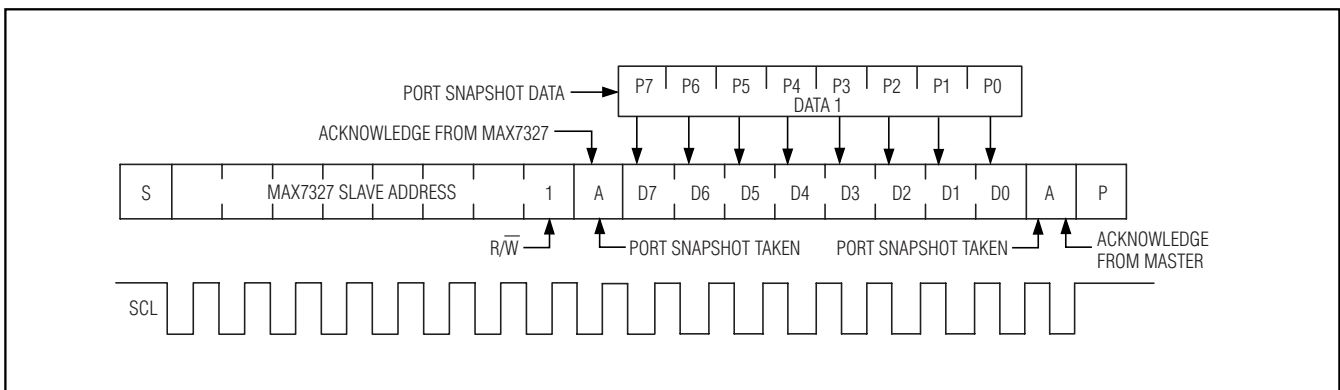 P7 P6 P5 P4 P3 P2 P1 P0
PORT SNAPSHOT DATA
DATA 1
ACKNOWLEDGE FROM MAX7327
S MAX7327 SLAVE ADDRESS 1 A D7 D6 D5 D4 D3 D2 D1 D0 A P
R/W̅ PORT SNAPSHOT TAKEN PORT SNAPSHOT TAKEN ACKNOWLEDGE
FROM MASTER
SCL